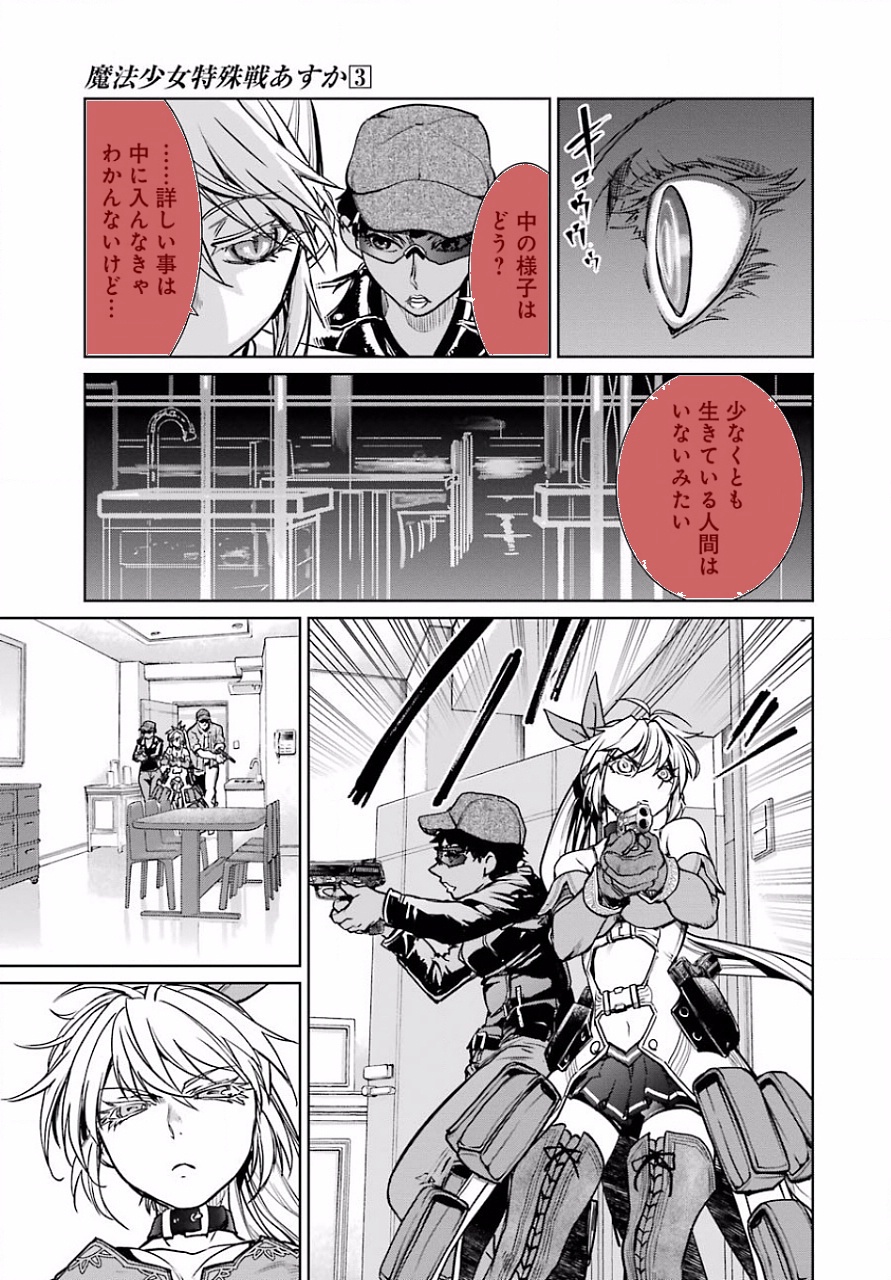 魔法少女特殊戦あすか3
キュウウウ
中の様子は
どう？
……詳しい事は
中に入んなきゃ
わかんないけど…
少なくとも
生きている人間は
いないみたい